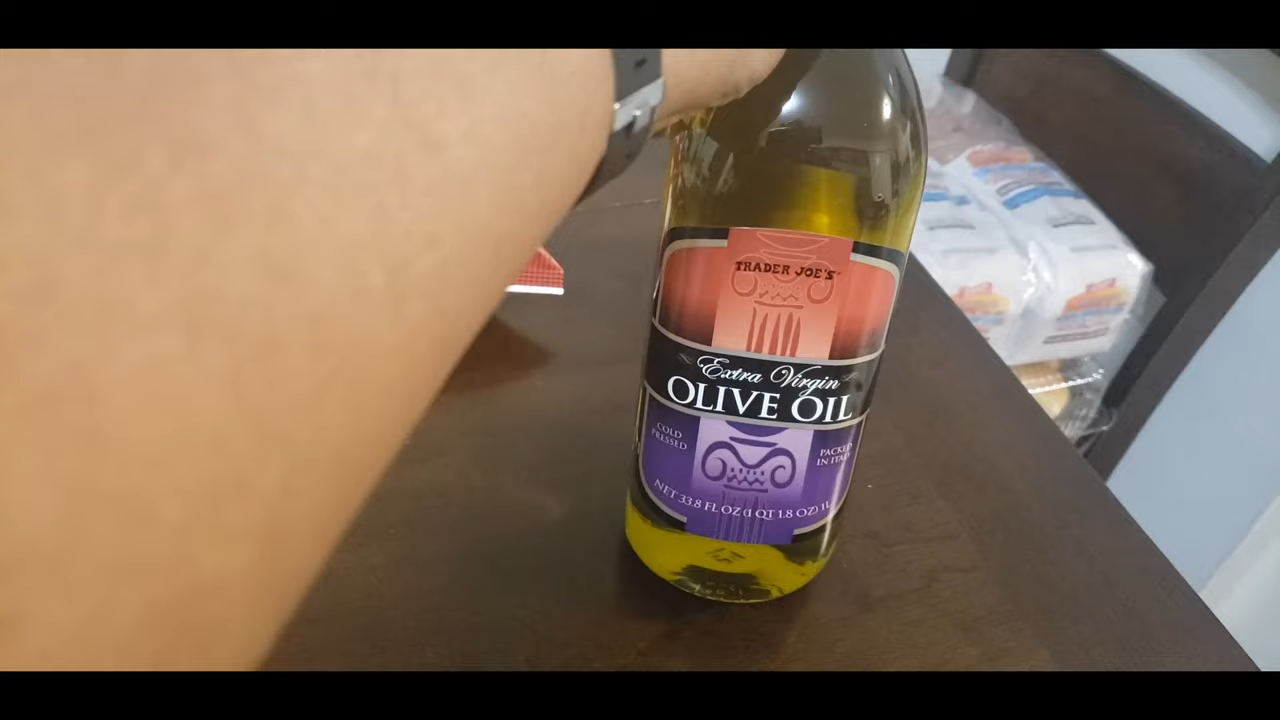 TRADER JOE'S
Extra Virgin
OLIVE OIL
COLD
PRESSED
PACKED
IN ITALY
NET 33.8 FL OZ (1 QT 1.8 OZ) 1L